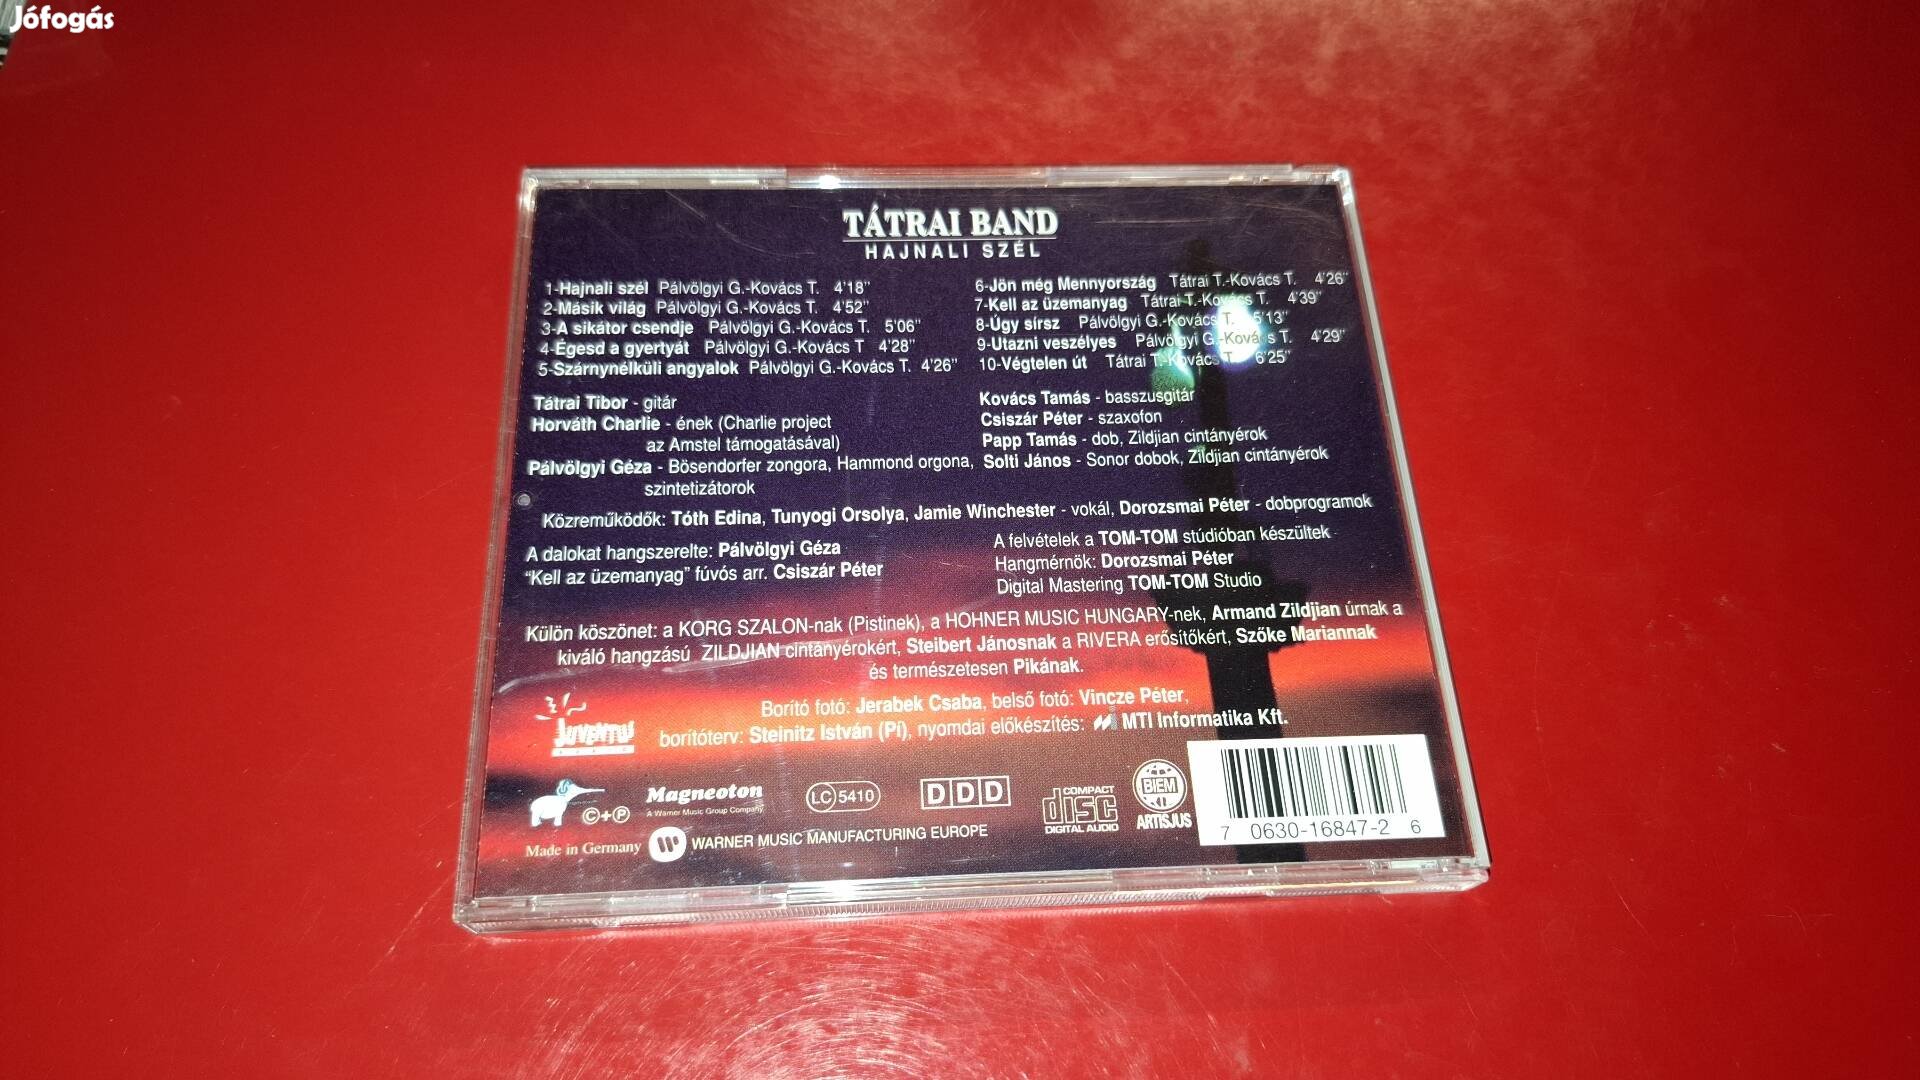 Jófogás
TÁTRAI BAND
HAJNALI SZÉL
1-Hajnali szél Pálvölgyi G.-Kovács T. 4'18"
2-Másik világ Pálvölgyi G.-Kovács T. 4'52"
3-A sikátor csendje Pálvölgyi G.-Kovács T. 5'06"
4-Égesd a gyertyát Pálvölgyi G.-Kovács T 4'28"
5-Szárnynélküli angyalok Pálvölgyi G.-Kovács T. 4'26"
6-Jön még Mennyország Tátrai T.-Kovács T. 4'26"
7-Kell az üzemanyag Tátrai T.-Kovács T. 4'39"
8-Úgy sírsz Pálvölgyi G.-Kovács T. 5'13"
9-Utazni veszélyes Pálvölgyi G.-Kovács T. 4'29"
10-Végtelen út Tátrai T.-Kovács T. 6'25"
Tátrai Tibor - gitár
Horváth Charlie - ének (Charlie project
az Amstel támogatásával)
Pálvölgyi Géza - Bösendorfer zongora, Hammond orgona,
szintetizátorok
Kovács Tamás - basszusgitár
Csiszár Péter - szaxofon
Papp Tamás - dob, Zildjian cintányérok
Solti János - Sonor dobok, Zildjian cintányérok
Közreműködők: Tóth Edina, Tunyogi Orsolya, Jamie Winchester - vokál, Dorozsmai Péter - dobprogramok
A dalokat hangszerelte: Pálvölgyi Géza
"Kell az üzemanyag" fúvós arr. Csiszár Péter
A felvételek a TOM-TOM stúdióban készültek
Hangmérnök: Dorozsmai Péter
Digital Mastering TOM-TOM Studio
Külön köszönet: a KORG SZALON-nak (Pistinek), a HOHNER MUSIC HUNGARY-nek, Armand Zildjian úrnak a
kiváló hangzású ZILDJIAN cintányérokért, Steibert Jánosnak a RIVERA erősítőkért, Szőke Mariannak
és természetesen Pikának.
Borító fotó: Jerabek Csaba, belső fotó: Vincze Péter,
borítóterv: Steinitz István (Pí), nyomdai előkészítés: MTI Informatika Kft.
JUVENTUS
RÁDIÓ
©+℗
Magneoton
A Warner Music Group Company
LC 5410
DDD
COMPACT
disc
DIGITAL AUDIO
BIEM
ARTISJUS
7 0630-16847-2 6
Made in Germany
WARNER MUSIC MANUFACTURING EUROPE